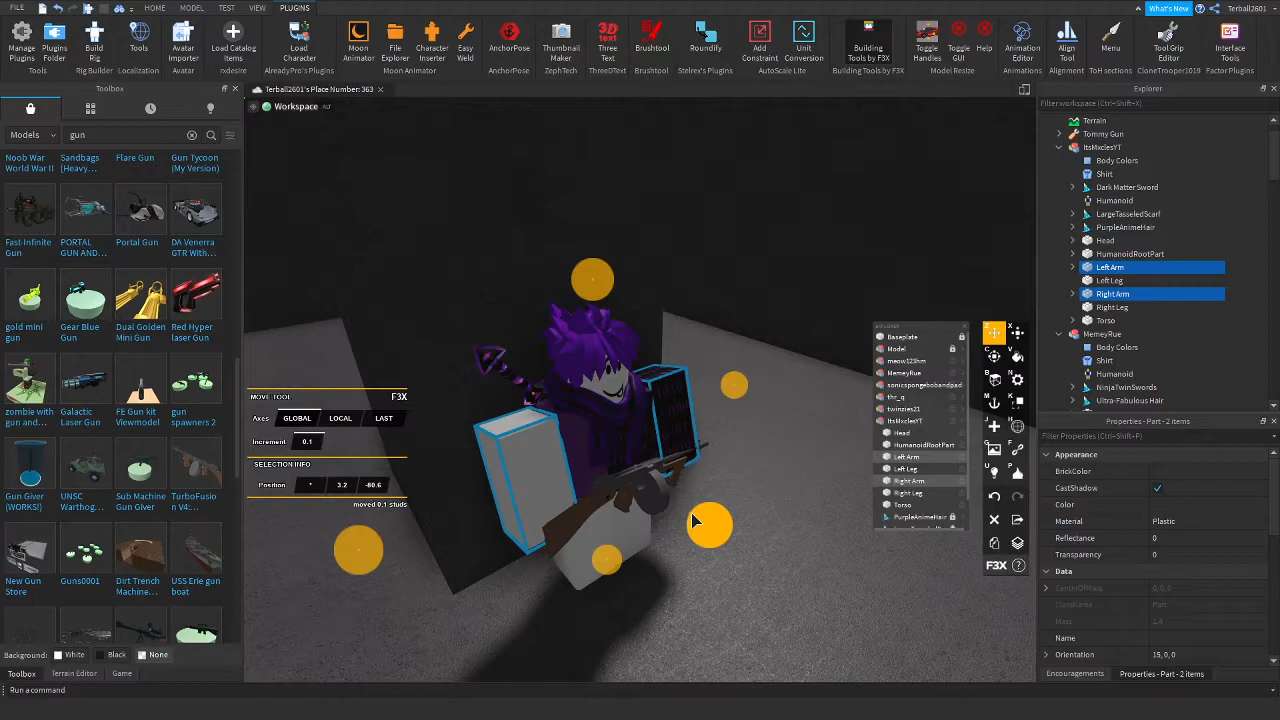 FILE HOME MODEL TEST VIEW PLUGINS What's New Terball2601
Manage Plugins Plugins Folder Build Rig Tools Avatar Importer Load Catalog Items Load Character Moon Animator File Explorer Character Inserter Easy Weld AnchorPose Thumbnail Maker Three Text Brushtool Roundify Add Constraint Unit Conversion Building Tools by F3X Toggle Handles Toggle GUI Help Animation Editor Align Tool Menu Tool Grip Editor Interface Tools
Tools Rig Builder Localization Avatar rxdesire AlreadyPro's Plugins Moon Animator AnchorPose ZephTech ThreeDText Brushtool Stelrex's Plugins AutoScale Lite Building Tools by F3X Model Resize Animations Alignment ToH sections CloneTrooper1019 Factor Plugins
Toolbox
Terball2601's Place Number: 363
Workspace ALT
Models gun
Noob War World War II
Sandbags [Heavy...
Flare Gun
Gun Tycoon (My Version)
Fast-Infinite Gun
PORTAL GUN AND...
Portal Gun
DA Venerra GTR With...
gold mini gun
Gear Blue Gun
Dual Golden Mini Gun
Red Hyper laser Gun
zombie with gun
Galactic Laser Gun
FE Gun kit Viewmodel
gun spawners 2
Gun Giver (WORKS!)
UNSC Warthog...
Sub Machine Gun Giver
TurboFusion V4:...
New Gun Store
Guns0001
Dirt Trench Machine...
USS Erie gun boat
Background: White Black None
Toolbox Terrain Editor Game
Run a command
MOVE TOOL F3X
Axes GLOBAL LOCAL LAST
Increment 0.1
SELECTION INFO
Position * 3.2 -80.6
moved 0.1 studs
EXPLORER
Baseplate
Model
meow123hm
MemeyRue
sonicspongebobandpad
thr_q
twinzies21
ItsMxclesYT
Head
HumanoidRootPart
Left Arm
Left Leg
Right Arm
Right Leg
Torso
PurpleAnimeHair
Z X
C V
B N
M K
J H
G F
U P
F3X
Explorer
Filter workspace (Ctrl+Shift+X)
Terrain
Tommy Gun
ItsMxclesYT
Body Colors
Shirt
Dark Matter Sword
Humanoid
LargeTasseledScarf
PurpleAnimeHair
Head
HumanoidRootPart
Left Arm
Left Leg
Right Arm
Right Leg
Torso
MemeyRue
Body Colors
Shirt
Humanoid
NinjaTwinSwords
Ultra-Fabulous Hair
Properties - Part - 2 items
Filter Properties (Ctrl+Shift+P)
Appearance
BrickColor
CastShadow
Color
Material Plastic
Reflectance 0
Transparency 0
Data
CenterOfMass 0,0,0
ClassName Part
Mass 1.4
Name
Orientation 15,0,0
Encouragements Properties - Part - 2 items